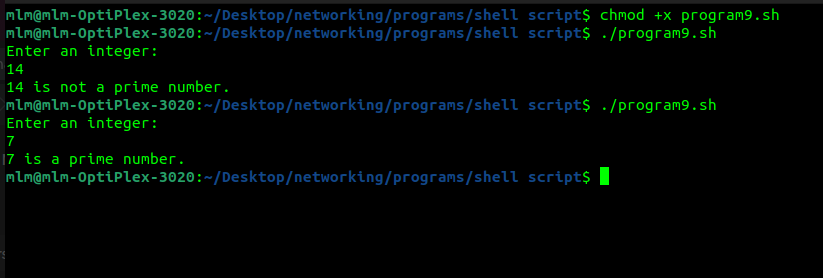 mlm@mlm-OptiPlex-3020:~/Desktop/networking/programs/shell script$ chmod +x program9.sh
mlm@mlm-OptiPlex-3020:~/Desktop/networking/programs/shell script$ ./program9.sh
Enter an integer:
14
14 is not a prime number.
mlm@mlm-OptiPlex-3020:~/Desktop/networking/programs/shell script$ ./program9.sh
Enter an integer:
7
7 is a prime number.
mlm@mlm-OptiPlex-3020:~/Desktop/networking/programs/shell script$